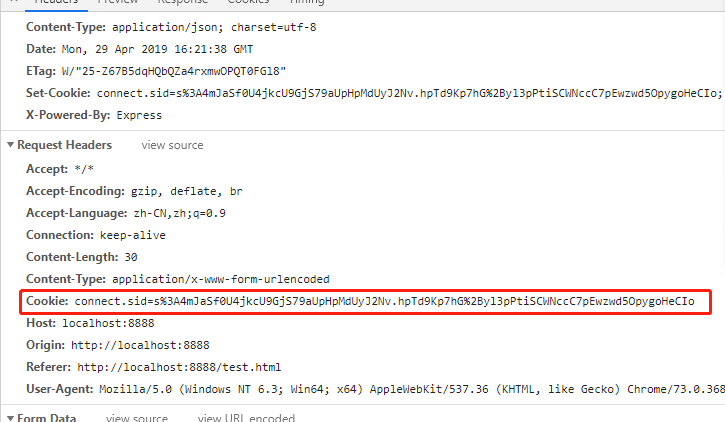 Headers Preview Response Cookies Timing
Content-Type: application/json; charset=utf-8
Date: Mon, 29 Apr 2019 16:21:38 GMT
ETag: W/"25-Z67B5dqHQbQZa4rxmwOPQT0FGl8"
Set-Cookie: connect.sid=s%3A4mJaSf0U4jkcU9GjS79aUpHpMdUyJ2Nv.hpTd9Kp7hG%2Byl3pPtiSCWNccC7pEwzwd5OpygoHeCIo;
X-Powered-By: Express
Request Headers view source
Accept: */*
Accept-Encoding: gzip, deflate, br
Accept-Language: zh-CN,zh;q=0.9
Connection: keep-alive
Content-Length: 30
Content-Type: application/x-www-form-urlencoded
Cookie: connect.sid=s%3A4mJaSf0U4jkcU9GjS79aUpHpMdUyJ2Nv.hpTd9Kp7hG%2Byl3pPtiSCWNccC7pEwzwd5OpygoHeCIo
Host: localhost:8888
Origin: http://localhost:8888
Referer: http://localhost:8888/test.html
User-Agent: Mozilla/5.0 (Windows NT 6.3; Win64; x64) AppleWebKit/537.36 (KHTML, like Gecko) Chrome/73.0.368
Form Data view source view URL encoded